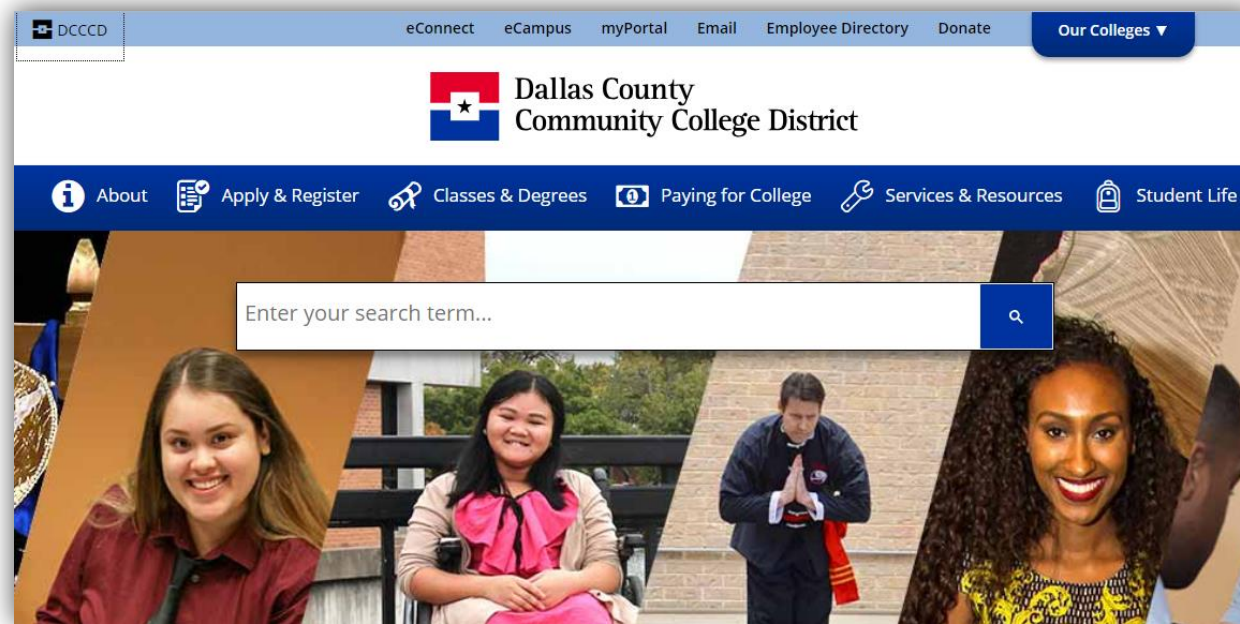 DCCCD eConnect eCampus myPortal Email Employee Directory Donate Our Colleges ▼
Dallas County
Community College District
About Apply & Register Classes & Degrees Paying for College Services & Resources Student Life
Enter your search term...